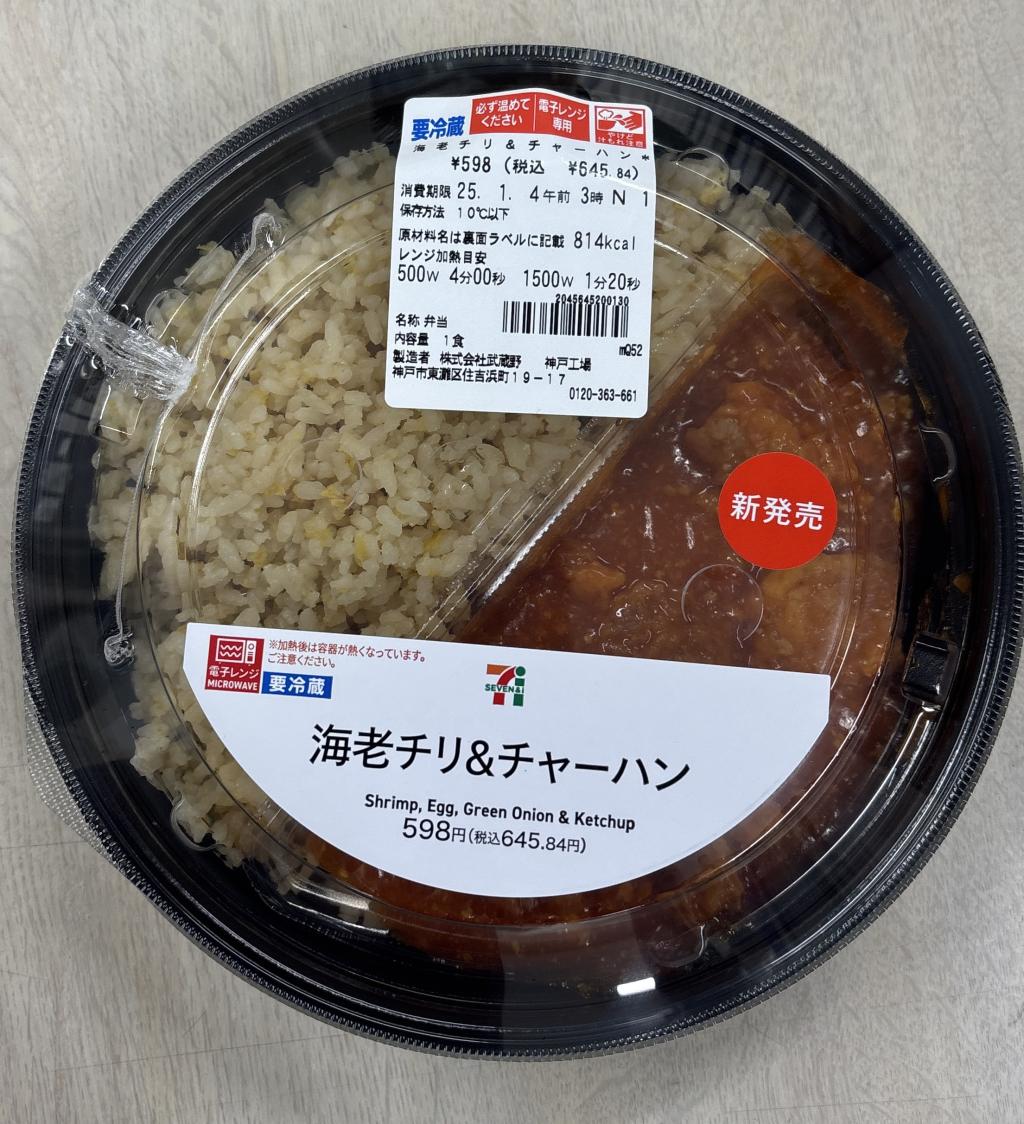 要冷蔵
必ず温めて
ください
電子レンジ
専用
やけど
汁もれ注意
海老チリ&チャーハン*
¥598 (税込 ¥645.84)
消費期限 25. 1. 4午前 3時 N 1
保存方法 10℃以下
原材料名は裏面ラベルに記載 814kcal
レンジ加熱目安
500W 4分00秒 1500W 1分20秒
2045645200130
名称 弁当
内容量 1食
mQ52
製造者 株式会社武蔵野 神戸工場
神戸市東灘区住吉浜町19-17
0120-363-661
新発売
電子レンジ
MICROWAVE
※加熱後は容器が熱くなっています。
ご注意ください。
要冷蔵
SEVEN&i
海老チリ&チャーハン
Shrimp, Egg, Green Onion & Ketchup
598円(税込645.84円)